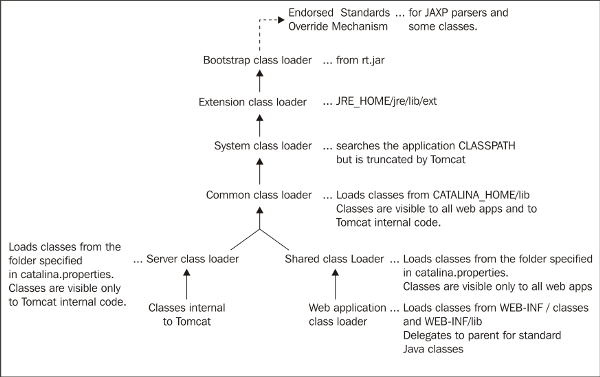 Endorsed Standards ... for JAXP parsers and
Override Mechanism and some classes.
Bootstrap class loader ... from rt.jar
Extension class loader ... JRE_HOME/jre/lib/ext
System class loader ... searches the application CLASSPATH
but is truncated by Tomcat
Common class loader ... Loads classes from CATALINA_HOME/lib
Classes are visible to all web apps and to
Tomcat internal code.
Loads classes from the
folder specified
in catalina.properties.
Classes are visible only
to Tomcat internal code.
... Server class loader
Shared class Loader ... Loads classes from the folder specified
in catalina.properties.
Classes are visible only to all web apps
Classes internal
to Tomcat
Web application ... Loads classes from WEB-INF / classes
class loader and WEB-INF/lib
Delegates to parent for standard
Java classes